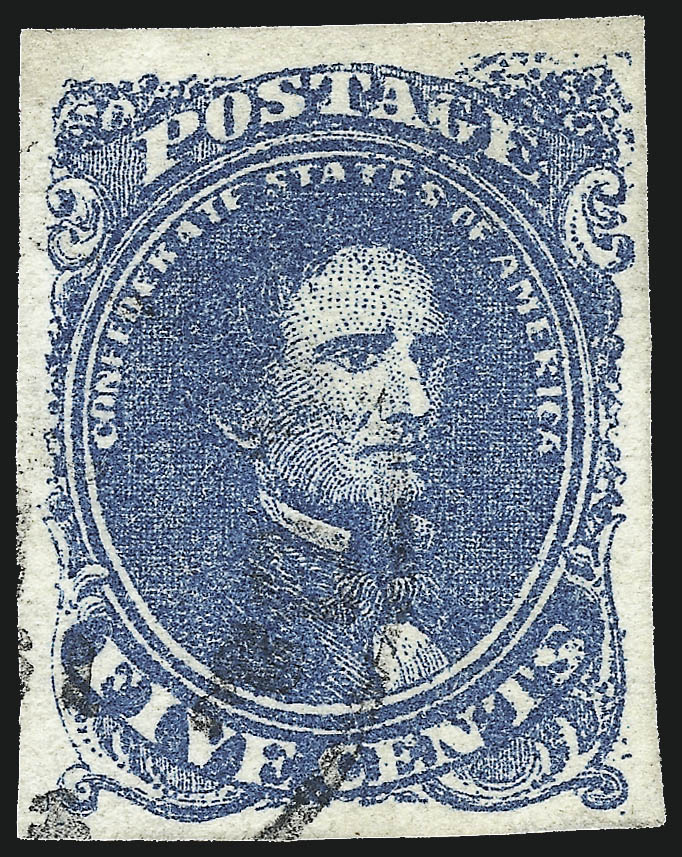 POSTAGE
CONFEDERATE STATES OF AMERICA
FIVE CENTS